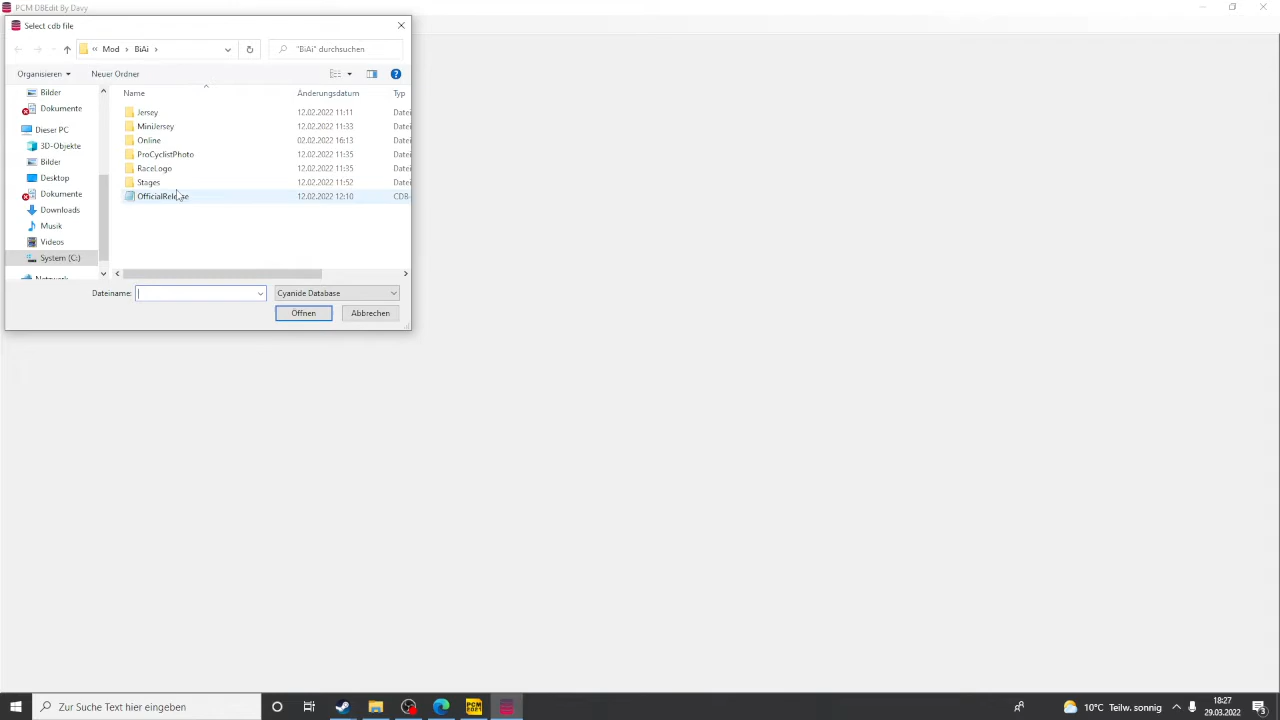 PCM DBEdit By Davy
Select cdb file
« Mod › BiAi ›
"BiAi" durchsuchen
Organisieren
Neuer Ordner
Name
Änderungsdatum
Typ
Bilder
Dokumente
Dieser PC
3D-Objekte
Bilder
Desktop
Dokumente
Downloads
Musik
Videos
System (C:)
Netzwerk
Jersey 12.02.2022 11:11 Datei
MiniJersey 12.02.2022 11:33 Datei
Online 02.02.2022 16:13 Datei
ProCyclistPhoto 12.02.2022 11:35 Datei
RaceLogo 12.02.2022 11:35 Datei
Stages 12.02.2022 11:52 Datei
OfficialRelease 12.02.2022 12:10 CDB-
Dateiname:
Cyanide Database
Öffnen
Abbrechen
Zur Suche Text hier eingeben
PCM
2021
10°C Teilw. sonnig
18:27
29.03.2022
3